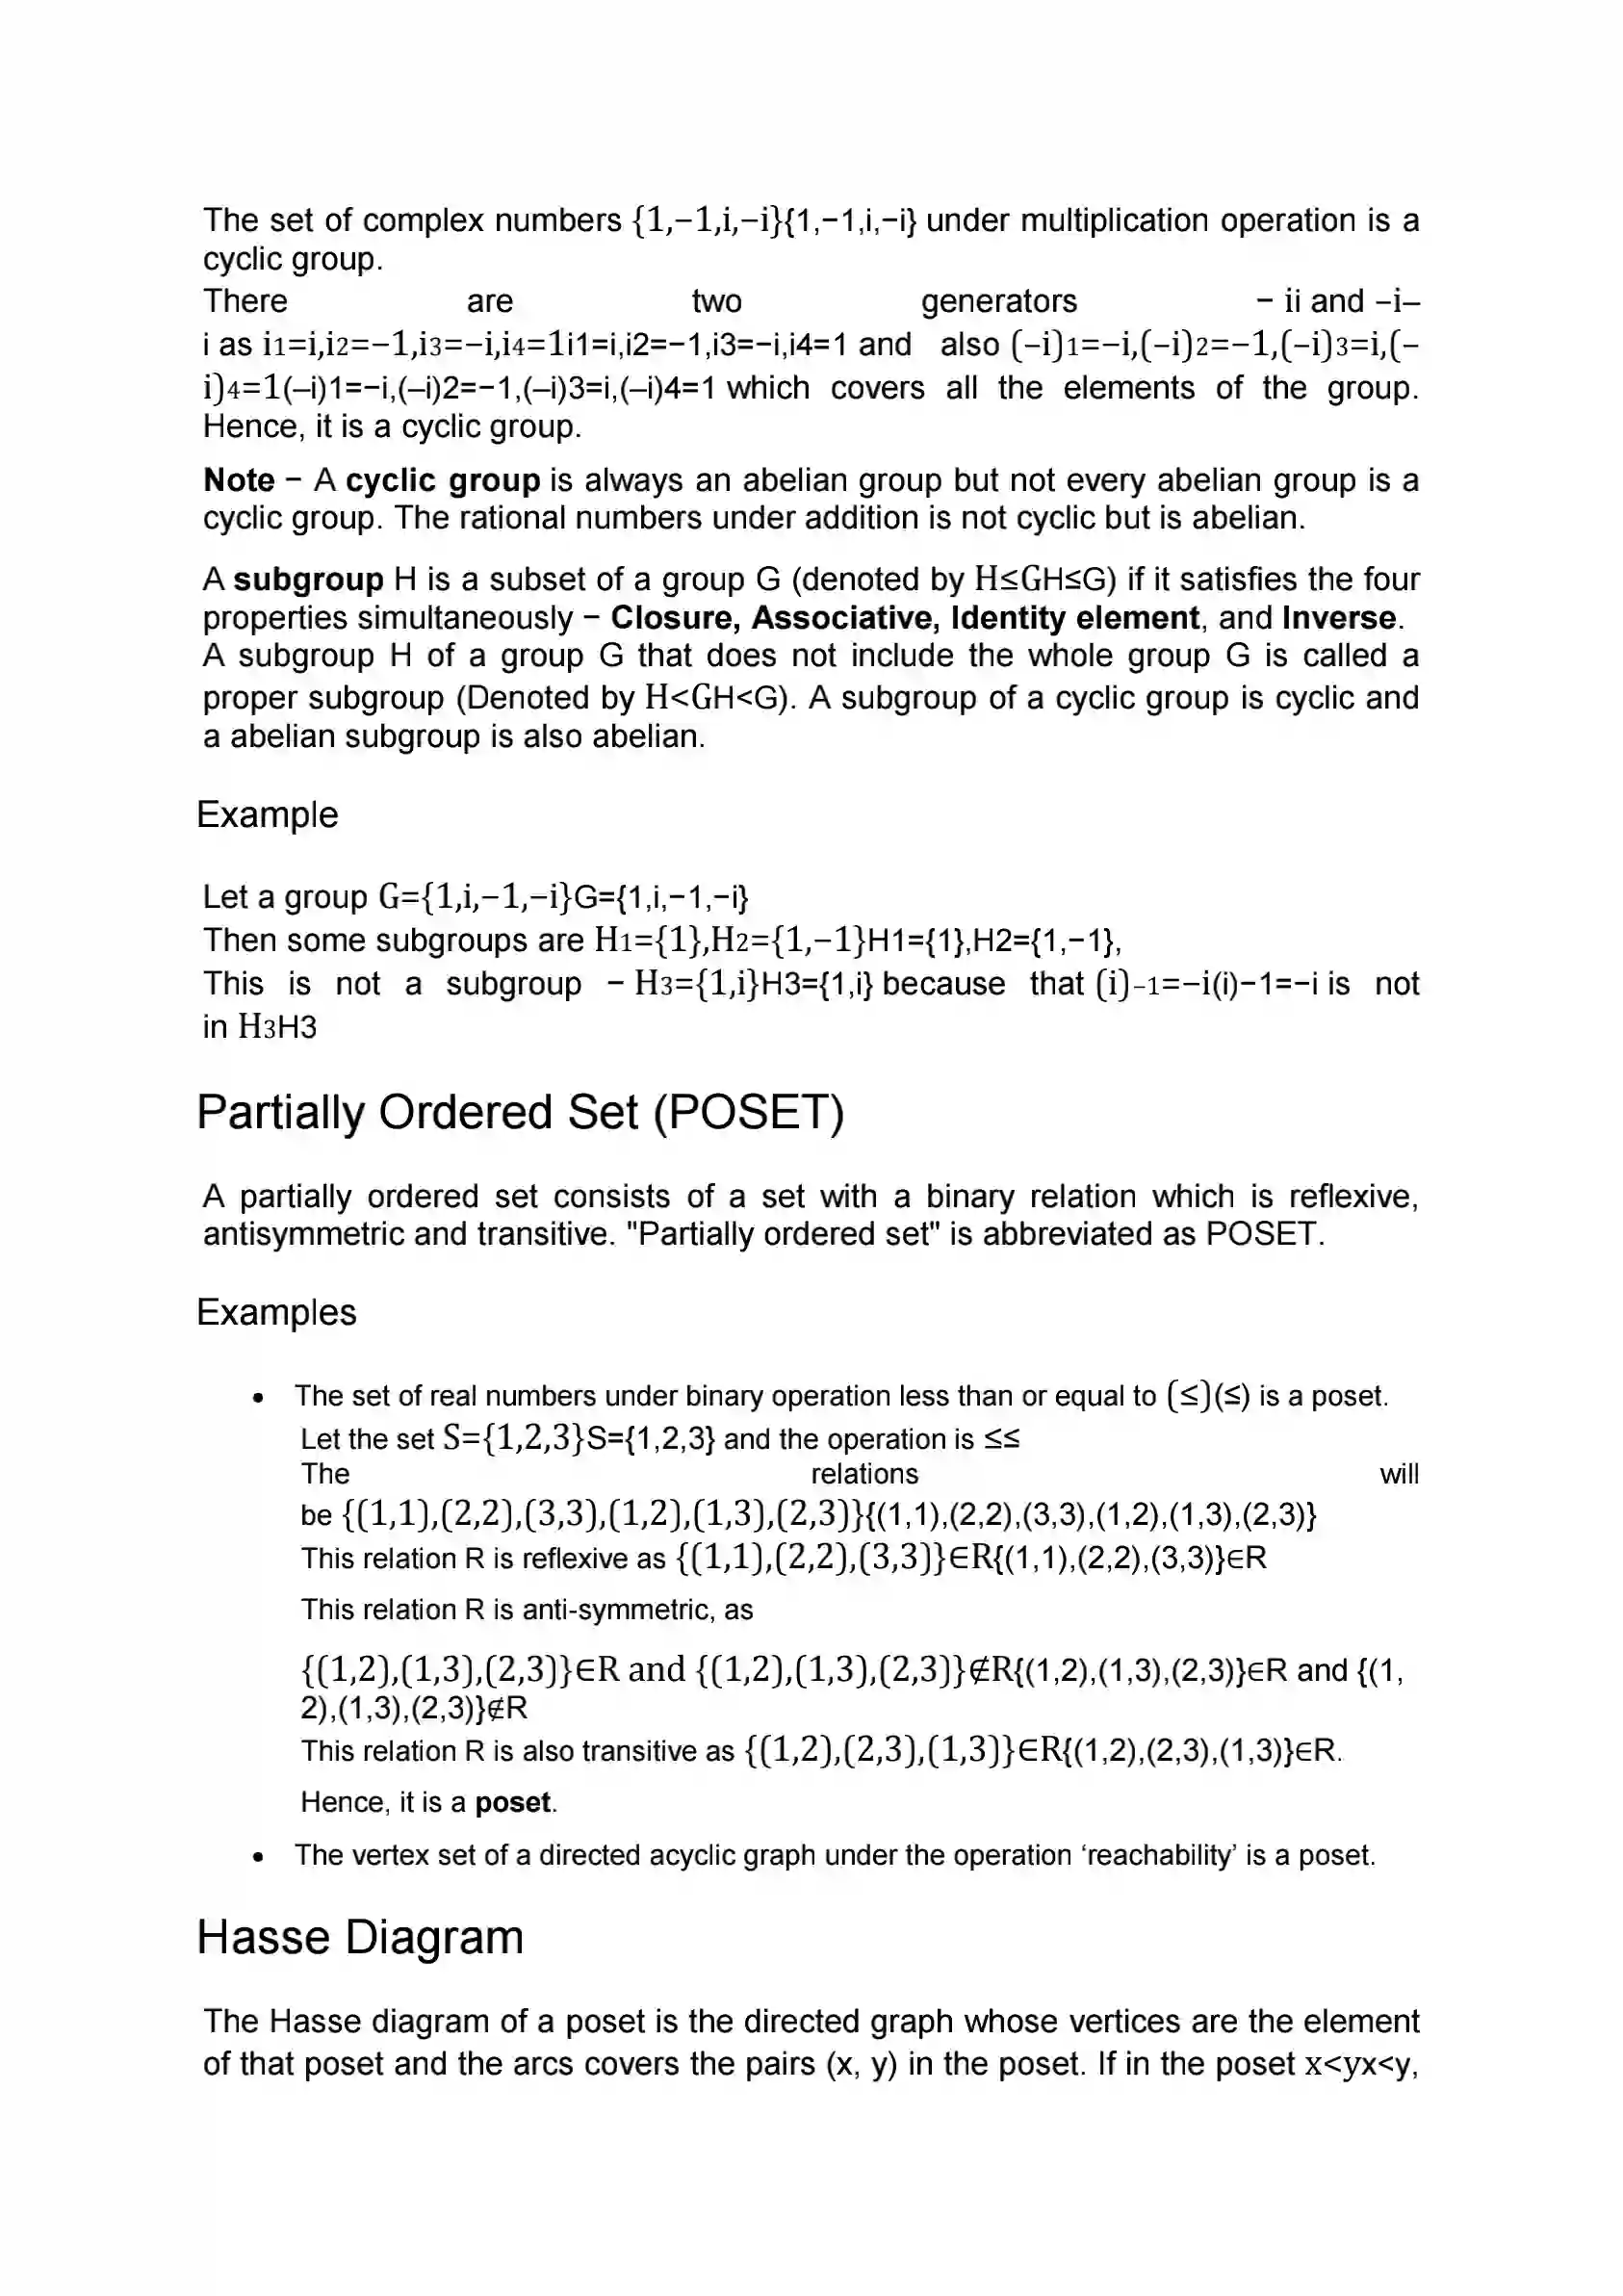 The set of complex numbers {1,−1,i,−i}{1,−1,i,−i} under multiplication operation is a
cyclic group.
There are two generators − ii and −i–
i as i1=i,i2=−1,i3=−i,i4=1i1=i,i2=−1,i3=−i,i4=1 and also (−i)1=−i,(−i)2=−1,(−i)3=i,(−
i)4=1(–i)1=−i,(–i)2=−1,(–i)3=i,(–i)4=1 which covers all the elements of the group.
Hence, it is a cyclic group.
Note − A cyclic group is always an abelian group but not every abelian group is a
cyclic group. The rational numbers under addition is not cyclic but is abelian.
A subgroup H is a subset of a group G (denoted by H≤GH≤G) if it satisfies the four
properties simultaneously − Closure, Associative, Identity element, and Inverse.
A subgroup H of a group G that does not include the whole group G is called a
proper subgroup (Denoted by H<GH<G). A subgroup of a cyclic group is cyclic and
a abelian subgroup is also abelian.
Example
Let a group G={1,i,−1,−i}G={1,i,−1,−i}
Then some subgroups are H1={1},H2={1,−1}H1={1},H2={1,−1},
This is not a subgroup − H3={1,i}H3={1,i} because that (i)−1=−i(i)−1=−i is not
in H3H3
Partially Ordered Set (POSET)
A partially ordered set consists of a set with a binary relation which is reflexive,
antisymmetric and transitive. "Partially ordered set" is abbreviated as POSET.
Examples
• The set of real numbers under binary operation less than or equal to (≤)(≤) is a poset.
Let the set S={1,2,3}S={1,2,3} and the operation is ≤≤
The relations will
be {(1,1),(2,2),(3,3),(1,2),(1,3),(2,3)}{(1,1),(2,2),(3,3),(1,2),(1,3),(2,3)}
This relation R is reflexive as {(1,1),(2,2),(3,3)}∈R{(1,1),(2,2),(3,3)}∈R
This relation R is anti-symmetric, as
{(1,2),(1,3),(2,3)}∈R and {(1,2),(1,3),(2,3)}∉R{(1,2),(1,3),(2,3)}∈R and {(1,
2),(1,3),(2,3)}∉R
This relation R is also transitive as {(1,2),(2,3),(1,3)}∈R{(1,2),(2,3),(1,3)}∈R.
Hence, it is a poset.
• The vertex set of a directed acyclic graph under the operation ‘reachability’ is a poset.
Hasse Diagram
The Hasse diagram of a poset is the directed graph whose vertices are the element
of that poset and the arcs covers the pairs (x, y) in the poset. If in the poset x<yx<y,